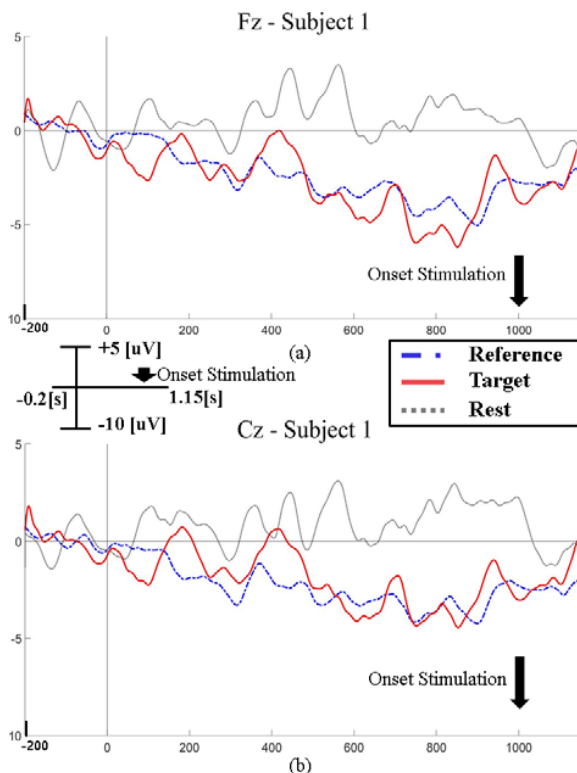 Fz - Subject 1
5
0
-5
10
-200
0
200
400
600
800
1000
Onset Stimulation
(a)
+5 [uV]
Onset Stimulation
-0.2[s]
1.15[s]
-10 [uV]
Reference
Target
Rest
Cz - Subject 1
5
0
-5
10
-200
0
200
400
600
800
1000
Onset Stimulation
(b)